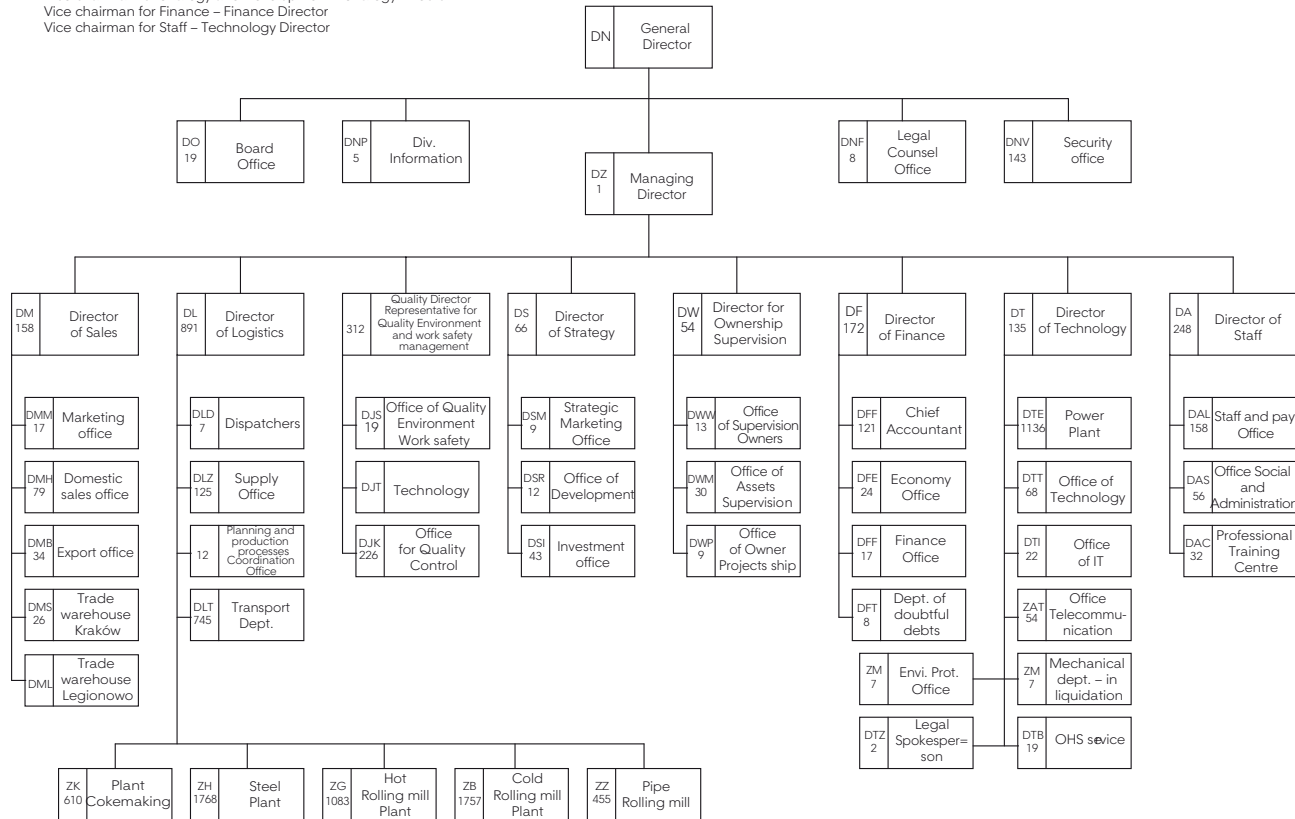 Vice chairman for Finance – Finance Director
Vice chairman for Staff – Technology Director
DN
General
Director
DO
19
Board
Office
DNP
5
Div.
Information
DNF
8
Legal
Counsel
Office
DNV
143
Security
office
DZ
1
Managing
Director
DM
158
Director
of Sales
DL
891
Director
of Logistics
312
Quality Director
Representative for
Quality Environment
and work safety
management
DS
66
Director
of Strategy
DW
54
Director for
Ownership
Supervision
DF
172
Director
of Finance
DT
135
Director
of Technology
DA
248
Director of
Staff
DMM
17
Marketing
office
DLD
7
Dispatchers
DJS
19
Office of Quality
Environment
Work safety
DSM
9
Strategic
Marketing
Office
DWW
13
Office
of Supervision
Owners
DFF
121
Chief
Accountant
DTE
1136
Power
Plant
DAL
158
Staff and pay
Office
DMH
79
Domestic
sales office
DLZ
125
Supply
Office
DJT
Technology
DSR
12
Office of
Development
DWM
30
Office of
Assets
Supervision
DFE
24
Economy
Office
DTT
68
Office of
Technology
DAS
56
Office Social
and
Administration
DMB
34
Export office
12
Planning and
production
processes
Coordination
Office
DJK
226
Office
for Quality
Control
DSI
43
Investment
office
DWP
9
Office
of Owner
Projects ship
DFF
17
Finance
Office
DTI
22
Office
of IT
DAC
32
Professional
Training
Centre
DMS
26
Trade
warehouse
Kraków
DLT
745
Transport
Dept.
DFT
8
Dept. of
doubtful
debts
ZAT
54
Office
Telecommu-
nication
DML
Trade
warehouse
Legionowo
ZM
7
Envi. Prot.
Office
ZM
7
Mechanical
dept. – in
liquidation
DTZ
2
Legal
Spokesper=
son
DTB
19
OHS sevice
ZK
610
Plant
Cokemaking
ZH
1768
Steel
Plant
ZG
1083
Hot
Rolling mill
Plant
ZB
1757
Cold
Rolling mill
Plant
ZZ
455
Pipe
Rolling mill